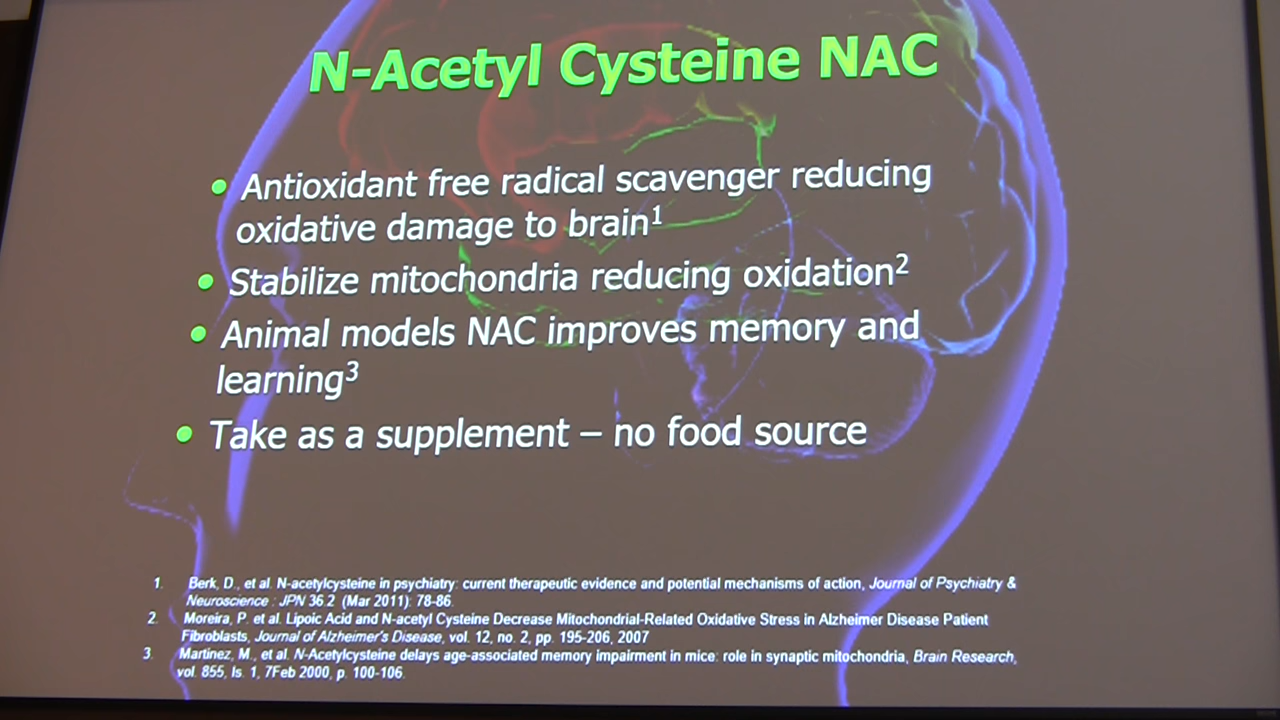 N-Acetyl Cysteine NAC
• Antioxidant free radical scavenger reducing
oxidative damage to brain1
• Stabilize mitochondria reducing oxidation2
• Animal models NAC improves memory and
learning3
• Take as a supplement – no food source
1. Berk, D., et al. N-acetylcysteine in psychiatry: current therapeutic evidence and potential mechanisms of action, Journal of Psychiatry &
Neuroscience : JPN 36.2 (Mar 2011): 78-86.
2. Moreira, P. et al. Lipoic Acid and N-acetyl Cysteine Decrease Mitochondrial-Related Oxidative Stress in Alzheimer Disease Patient
Fibroblasts, Journal of Alzheimer's Disease, vol. 12, no. 2, pp. 195-206, 2007
3. Martinez, M., et al. N-Acetylcysteine delays age-associated memory impairment in mice: role in synaptic mitochondria, Brain Research,
vol. 855, Is. 1, 7Feb 2000, p. 100-106.